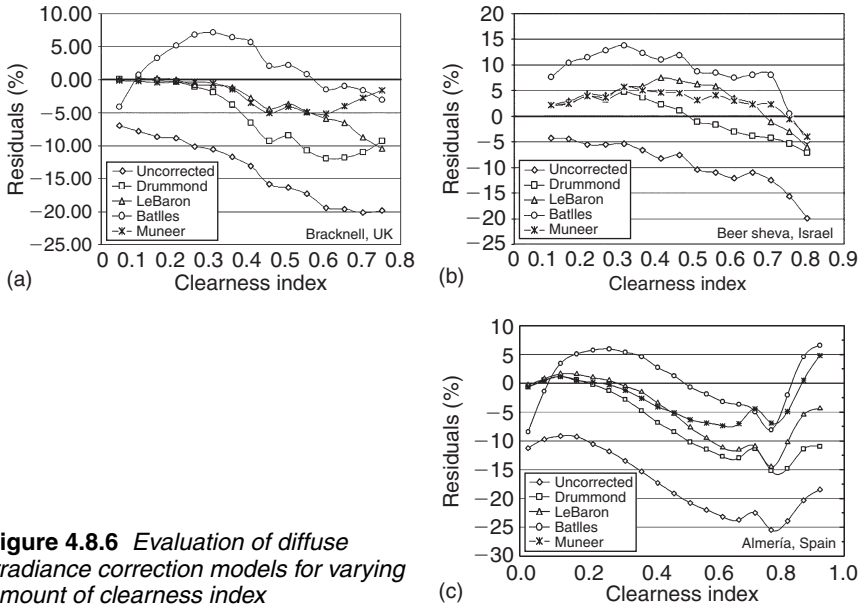 10.00
5.00
0.00
−5.00
−10.00
−15.00
−20.00
−25.00
Residuals (%)
Uncorrected
Drummond
LeBaron
Batlles
Muneer
Bracknell, UK
0 0.1 0.2 0.3 0.4 0.5 0.6 0.7 0.8
(a)
Clearness index
20
15
10
5
0
−5
−10
−15
−20
−25
Residuals (%)
Uncorrected
Drummond
LeBaron
Batlles
Muneer
Beer sheva, Israel
0 0.1 0.2 0.3 0.4 0.5 0.6 0.7 0.8 0.9
(b)
Clearness index
10
5
0
−5
−10
−15
−20
−25
−30
Residuals (%)
Uncorrected
Drummond
LeBaron
Batlles
Muneer
Almería, Spain
0.0 0.2 0.4 0.6 0.8 1.0
(c)
Clearness index
igure 4.8.6 Evaluation of diffuse
rradiance correction models for varying
mount of clearness index